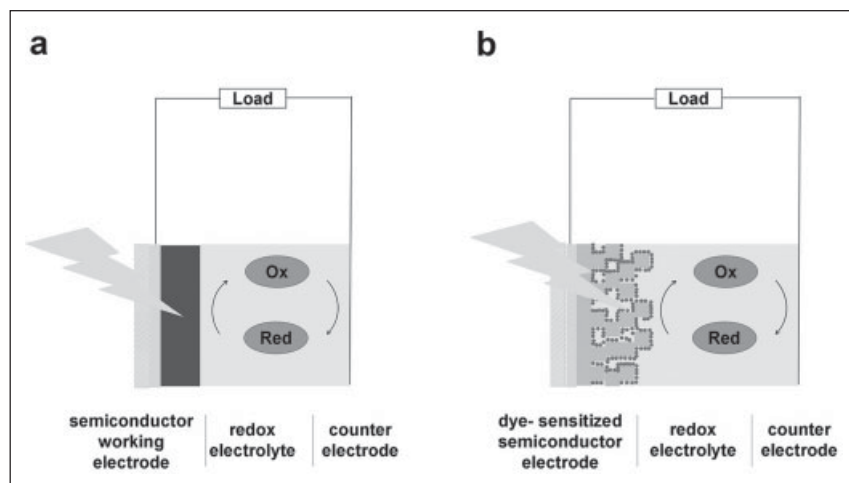 a
Load
Ox
Red
semiconductor
working
electrode
redox
electrolyte
counter
electrode
b
Load
Ox
Red
dye- sensitized
semiconductor
electrode
redox
electrolyte
counter
electrode